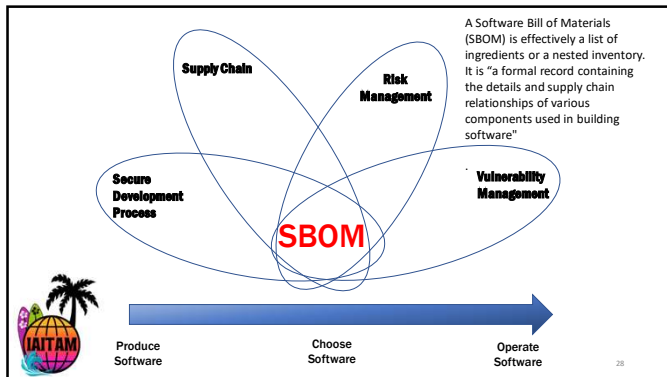 A Software Bill of Materials
(SBOM) is effectively a list of
ingredients or a nested inventory.
It is “a formal record containing
the details and supply chain
relationships of various
components used in building
software"
.
Supply Chain
Risk
Management
Secure
Development
Process
Vulnerability
Management
SBOM
IAITAM
Produce
Software
Choose
Software
Operate
Software
28